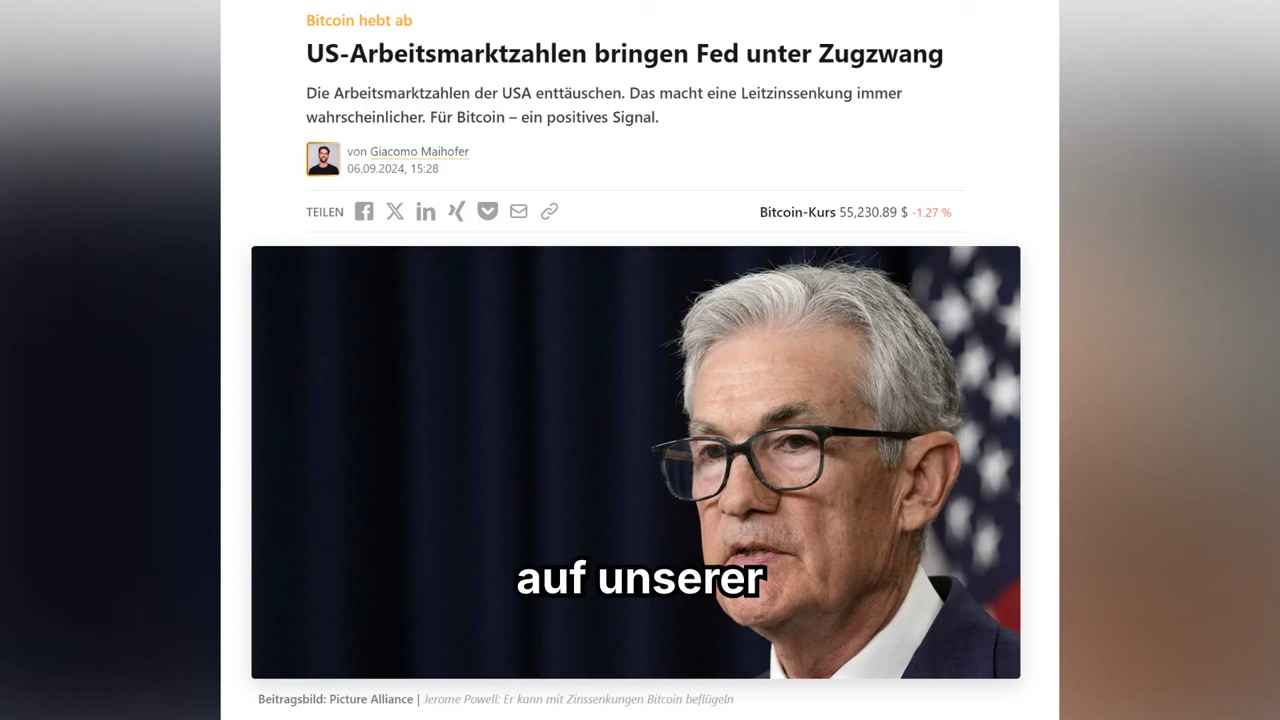 Bitcoin hebt ab
US-Arbeitsmarktzahlen bringen Fed unter Zugzwang
Die Arbeitsmarktzahlen der USA enttäuschen. Das macht eine Leitzinssenkung immer
wahrscheinlicher. Für Bitcoin – ein positives Signal.
von Giacomo Maihofer
06.09.2024, 15:28
TEILEN
Bitcoin-Kurs 55,230.89 $ -1.27 %
auf unserer
Beitragsbild: Picture Alliance | Jerome Powell: Er kann mit Zinssenkungen Bitcoin beflügeln